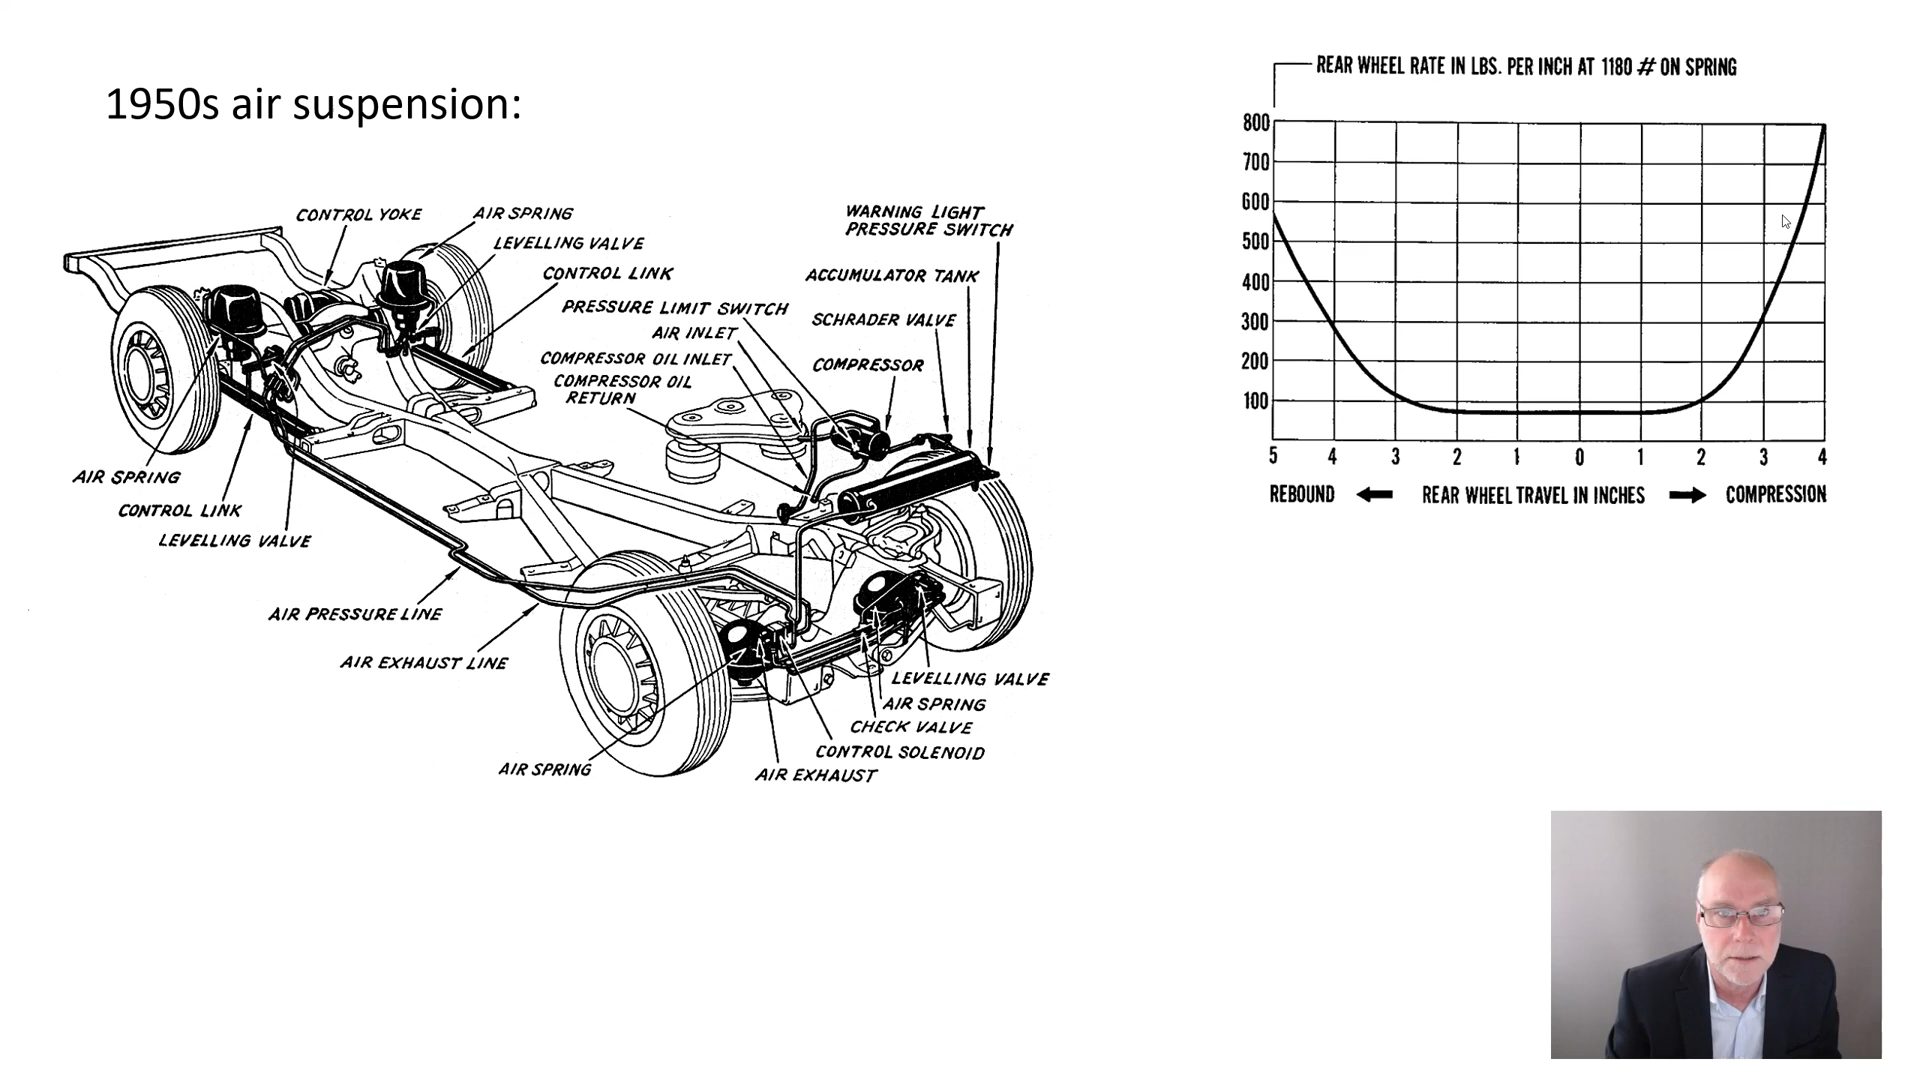 1950s air suspension:
CONTROL YOKE
AIR SPRING
LEVELLING VALVE
CONTROL LINK
PRESSURE LIMIT SWITCH
AIR INLET
COMPRESSOR OIL INLET
COMPRESSOR OIL
RETURN
WARNING LIGHT
PRESSURE SWITCH
ACCUMULATOR TANK
SCHRADER VALVE
COMPRESSOR
AIR SPRING
CONTROL LINK
LEVELLING VALVE
AIR PRESSURE LINE
AIR EXHAUST LINE
AIR SPRING
LEVELLING VALVE
AIR SPRING
CHECK VALVE
CONTROL SOLENOID
AIR EXHAUST
REAR WHEEL RATE IN LBS. PER INCH AT 1180 # ON SPRING
800
700
600
500
400
300
200
100
5 4 3 2 1 0 1 2 3 4
REBOUND REAR WHEEL TRAVEL IN INCHES COMPRESSION